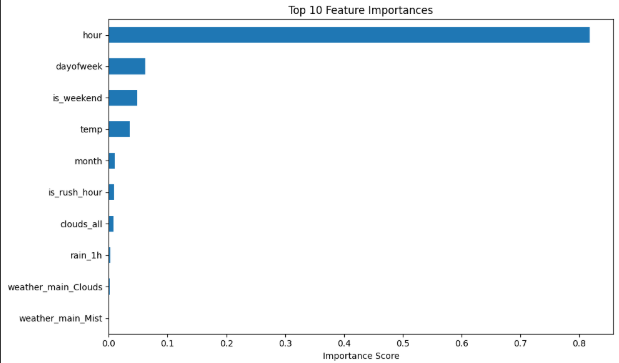 Top 10 Feature Importances
hour
dayofweek
is_weekend
temp
month
is_rush_hour
clouds_all
rain_1h
weather_main_Clouds
weather_main_Mist
0.0 0.1 0.2 0.3 0.4 0.5 0.6 0.7 0.8
Importance Score